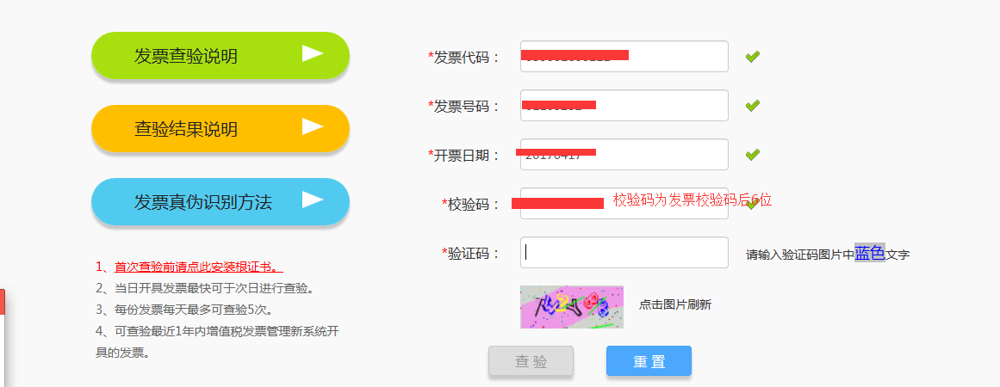 发票查验说明
查验结果说明
发票真伪识别方法
1、首次查验前请点此安装根证书。
2、当日开具发票最快可于次日进行查验。
3、每份发票每天最多可查验5次。
4、可查验最近1年内增值税发票管理新系统开
具的发票。
*发票代码：
*发票号码：
*开票日期：
*校验码：
校验码为发票校验码后6位
*验证码：
请输入验证码图片中蓝色文字
点击图片刷新
查 验
重 置